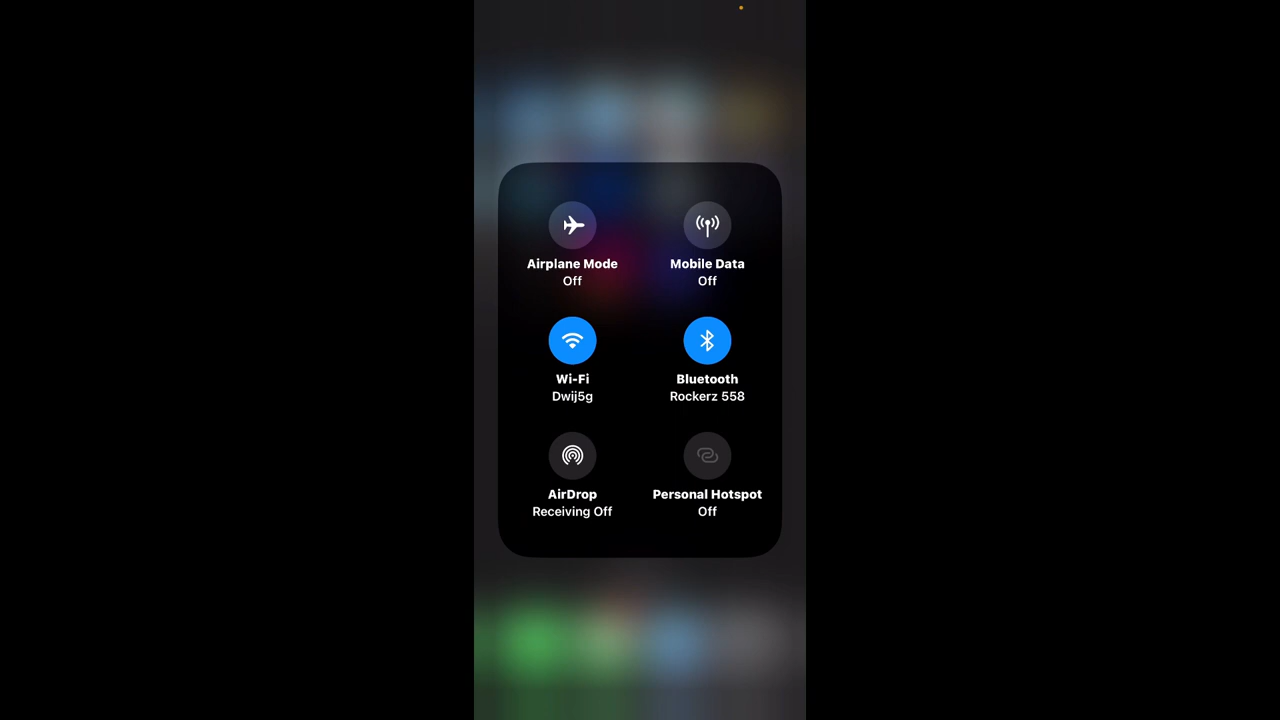 Airplane Mode
Off
Mobile Data
Off
Wi-Fi
Dwij5g
Bluetooth
Rockerz 558
AirDrop
Receiving Off
Personal Hotspot
Off